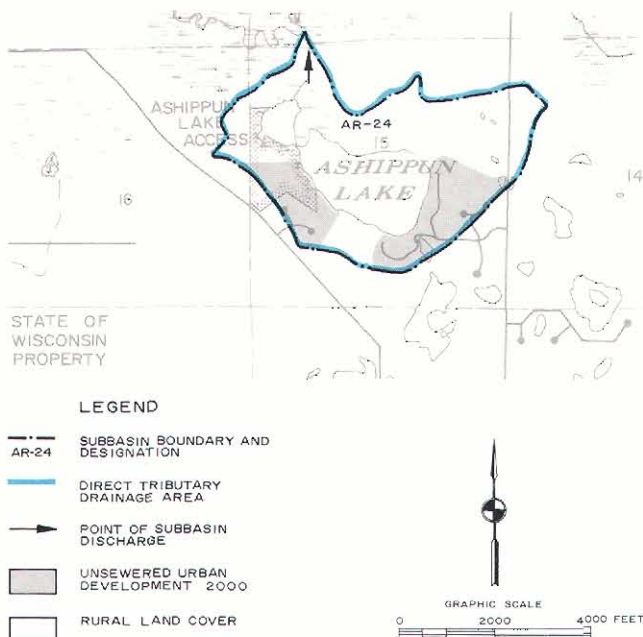 ASHIPPUN
LAKE
ACCESS
AR-24
15
ASHIPPUN
LAKE
14
16
STATE OF
WISCONSIN
PROPERTY
LEGEND
AR-24
SUBBASIN BOUNDARY AND
DESIGNATION
DIRECT TRIBUTARY
DRAINAGE AREA
POINT OF SUBBASIN
DISCHARGE
UNSEWERED URBAN
DEVELOPMENT 2000
RURAL LAND COVER
GRAPHIC SCALE
0 2000 4000 FEET